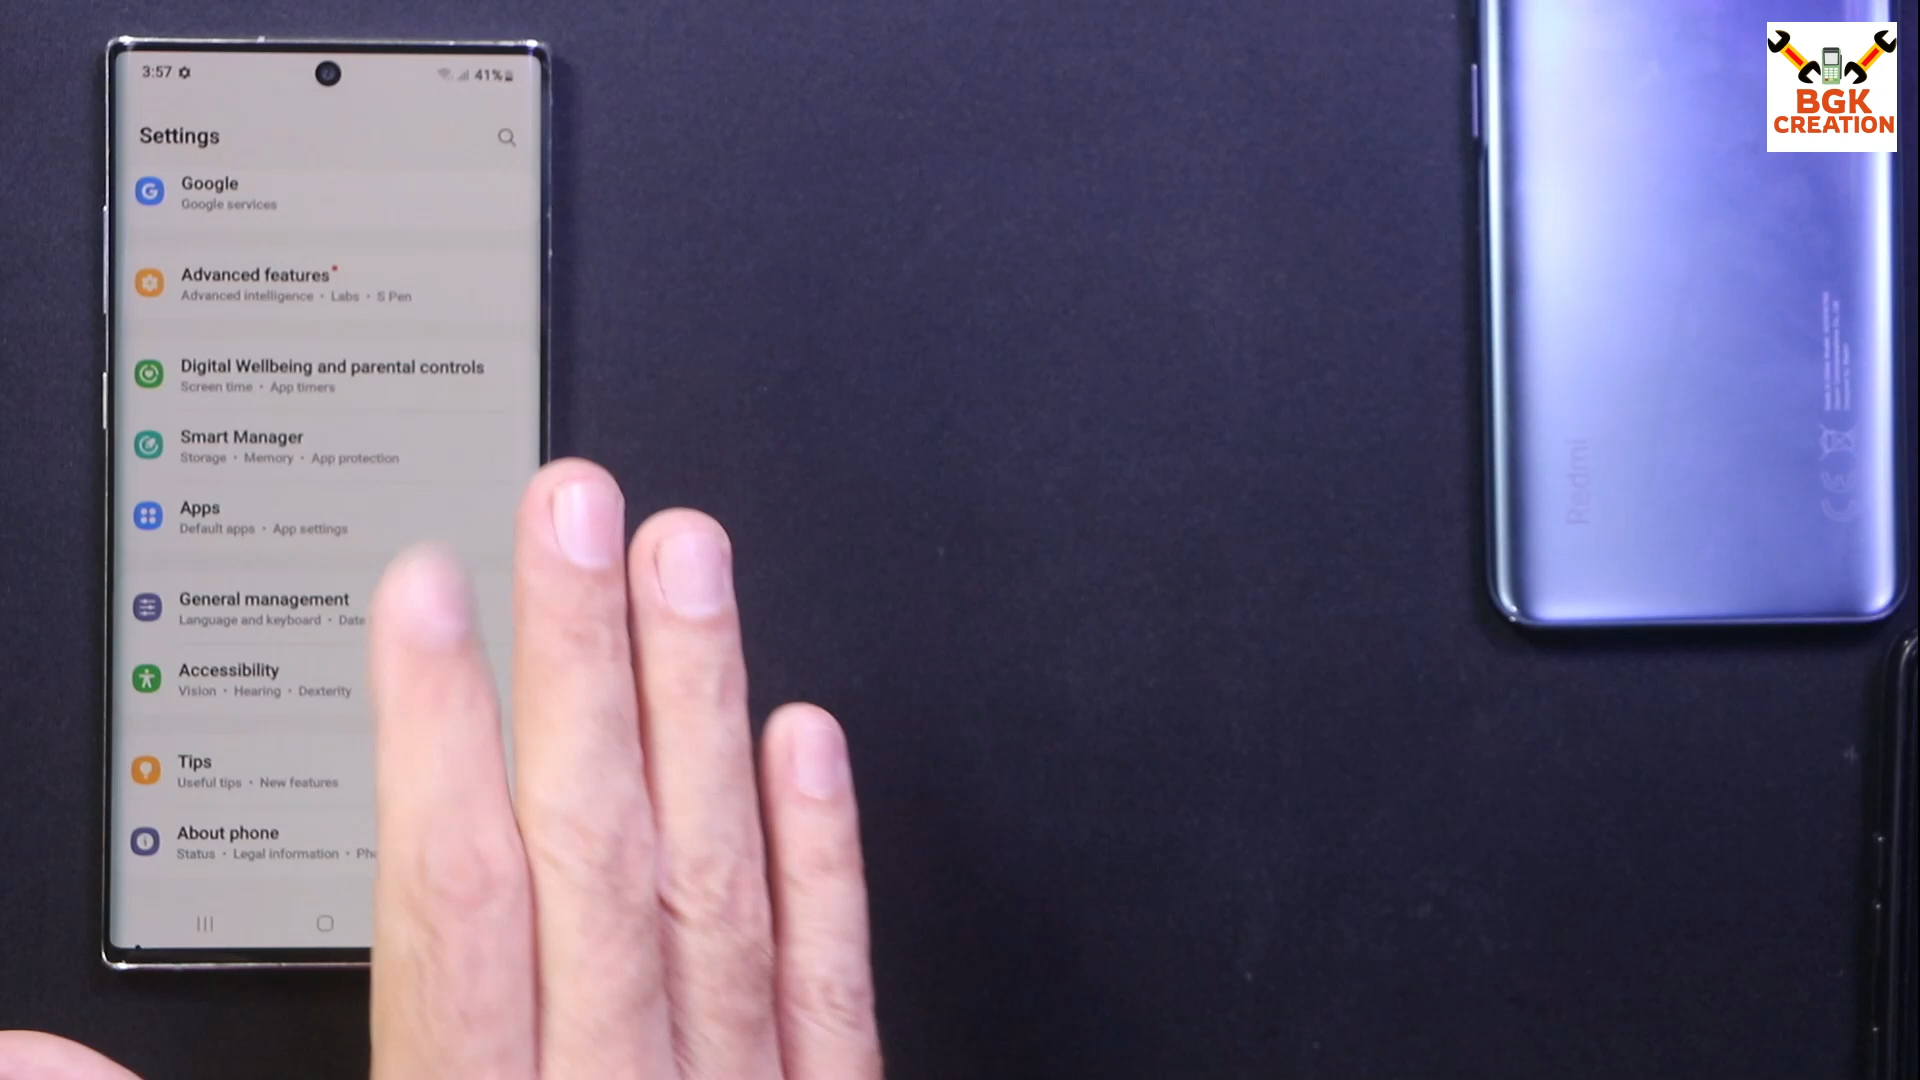 3:57
41%
Settings
Google
Google services
Advanced features
Advanced intelligence • Labs • S Pen
Digital Wellbeing and parental controls
Screen time • App timers
Smart Manager
Storage • Memory • App protection
Apps
Default apps • App settings
General management
Language and keyboard • Date
Accessibility
Vision • Hearing • Dexterity
Tips
Useful tips • New features
About phone
Status • Legal information •
BGK
CREATION
Redmi
CE